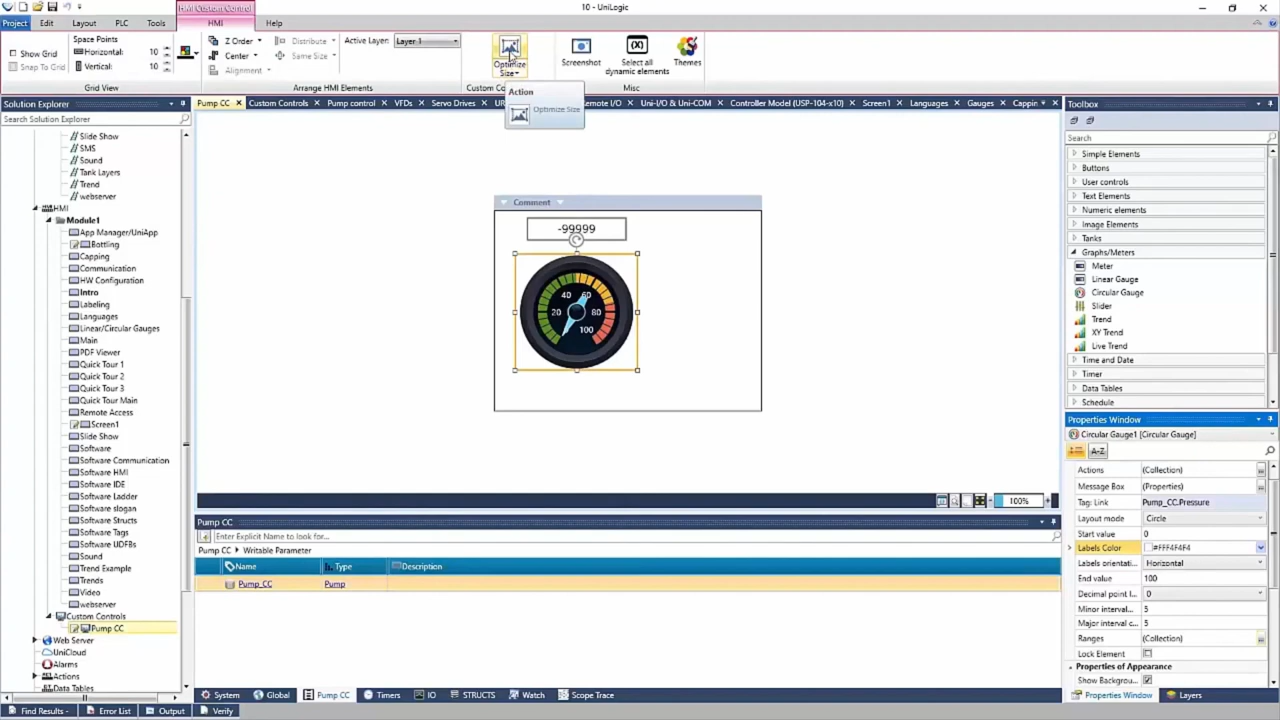 HMI Custom Control
10 - UniLogic
Project Edit Layout PLC Tools HMI Help
Show Grid
Snap To Grid
Space Points
Horizontal: 10
Vertical: 10
Grid View
Z Order
Center
Alignment
Distribute
Same Size
Active Layer: Layer 1
Arrange HMI Elements
Optimize
Size
Custom Co
Screenshot
Select all
dynamic elements
Themes
Misc
Action
Optimize Size
Solution Explorer
Search Solution Explorer
Slide Show
SMS
Sound
Tank Layers
Trend
webserver
HMI
Module1
App Manager/UniApp
Bottling
Capping
Communication
HW Configuration
Intro
Labeling
Languages
Linear/Circular Gauges
Main
PDF Viewer
Quick Tour 1
Quick Tour 2
Quick Tour 3
Quick Tour Main
Remote Access
Screen1
Slide Show
Software
Software Communication
Software HMI
Software IDE
Software Ladder
Software slogan
Software Structs
Software Tags
Software UDFBs
Sound
Trend Example
Trends
Video
webserver
Custom Controls
Pump CC
Web Server
UniCloud
Alarms
Actions
Data Tables
Pump CC Custom Controls Pump control VFDs Servo Drives UR emote I/O Uni-I/O & Uni-COM Controller Model (USP-104-x10) Screen1 Languages Gauges Cappin
Comment
-99999
20 40 60 80 100
100%
Pump CC
Enter Explicit Name to look for...
Pump CC Writable Parameter
Name Type Description
Pump_CC Pump
System Global Pump CC Timers IO STRUCTS Watch Scope Trace
Toolbox
Search
Simple Elements
Buttons
User controls
Text Elements
Numeric elements
Image Elements
Tanks
Graphs/Meters
Meter
Linear Gauge
Circular Gauge
Slider
Trend
XY Trend
Live Trend
Time and Date
Timer
Data Tables
Schedule
Properties Window
Circular Gauge1 [Circular Gauge]
A-Z
Actions (Collection)
Message Box (Properties)
Tag: Link Pump_CC.Pressure
Layout mode Circle
Start value 0
Labels Color #FFF4F4F4
Labels orientati... Horizontal
End value 100
Decimal point l... 0
Minor interval... 5
Major interval c... 5
Ranges (Collection)
Lock Element
Properties of Appearance
Show Backgrou...
Properties Window Layers
Find Results - Error List Output Verify